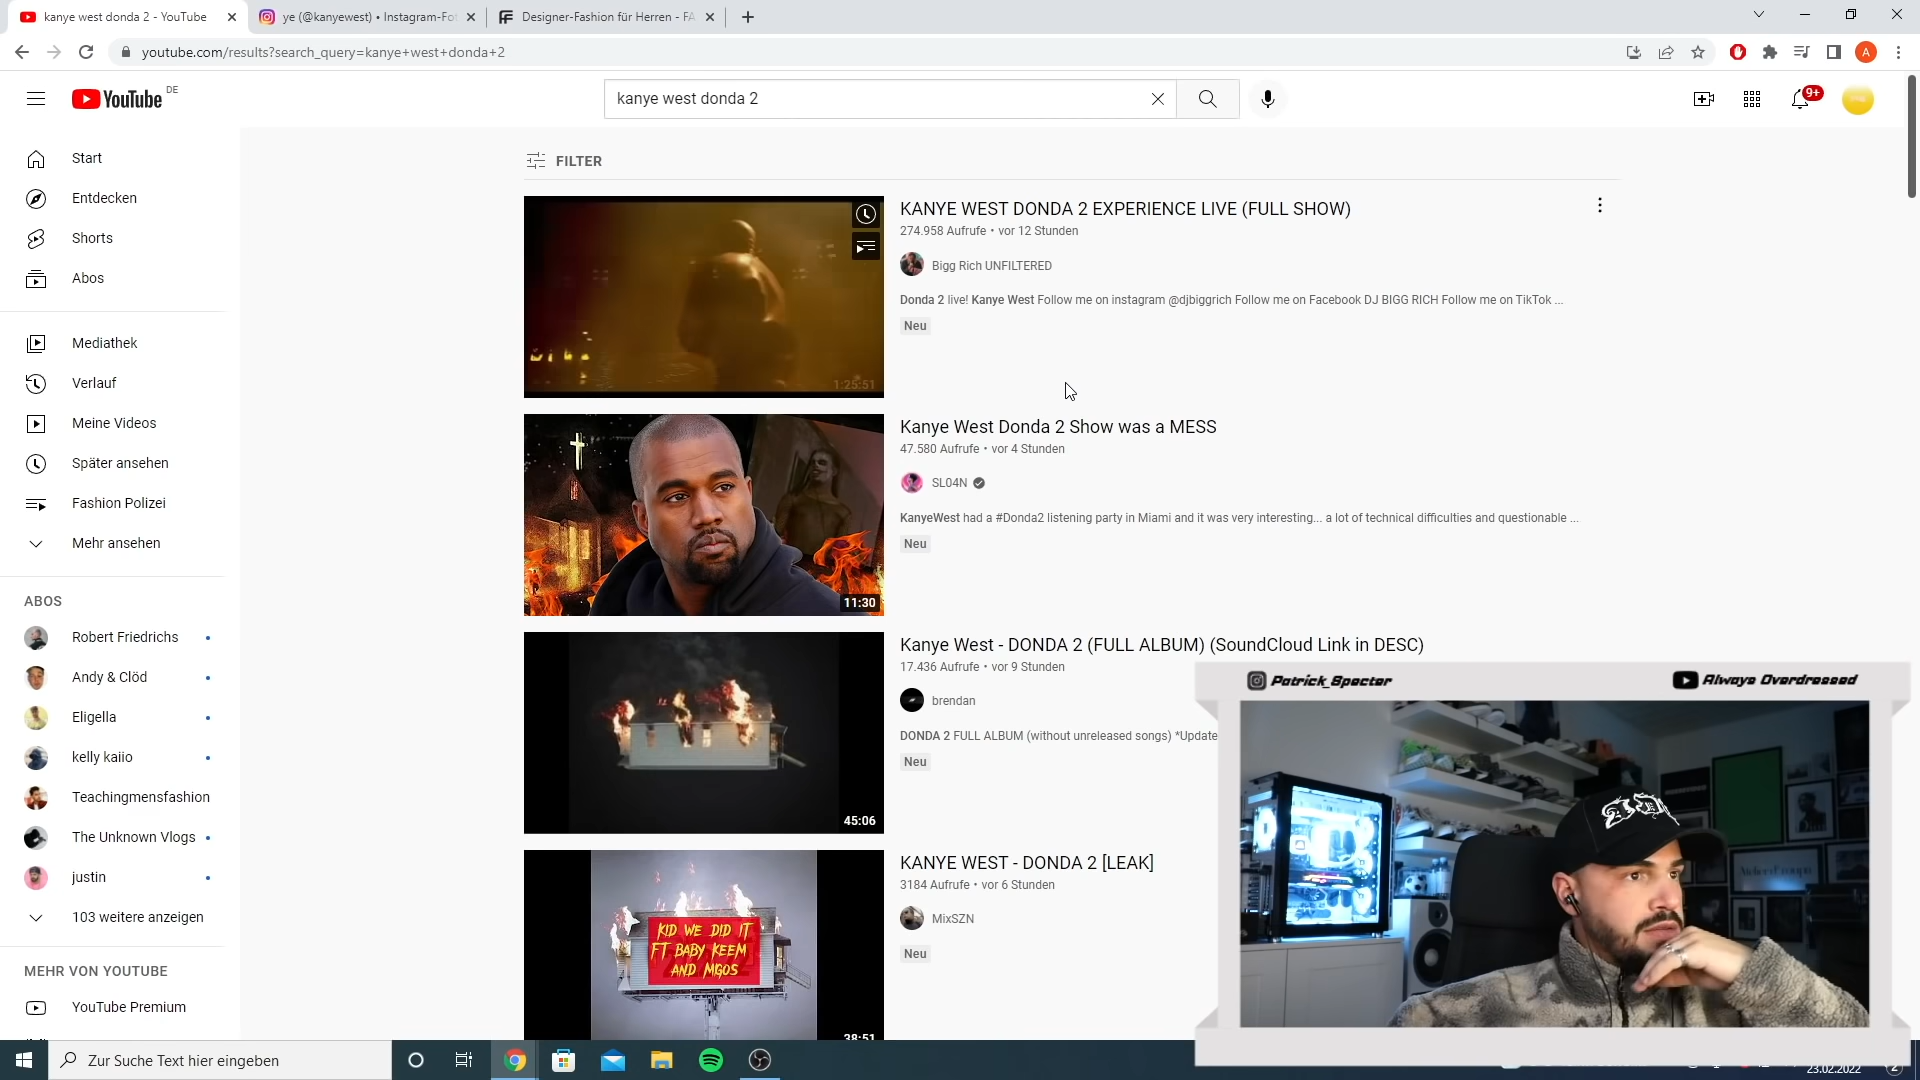 kanye west donda 2 - YouTube
ye (@kanyewest) • Instagram-Fot
Designer-Fashion für Herren - FA
youtube.com/results?search_query=kanye+west+donda+2
A
YouTube DE
kanye west donda 2
9+
Start
Entdecken
Shorts
Abos
Mediathek
Verlauf
Meine Videos
Später ansehen
Fashion Polizei
Mehr ansehen
ABOS
Robert Friedrichs
Andy & Clöd
Eligella
kelly kaiio
Teachingmensfashion
The Unknown Vlogs
justin
103 weitere anzeigen
MEHR VON YOUTUBE
YouTube Premium
FILTER
1:25:51
KANYE WEST DONDA 2 EXPERIENCE LIVE (FULL SHOW)
274.958 Aufrufe • vor 12 Stunden
Bigg Rich UNFILTERED
Donda 2 live! Kanye West Follow me on instagram @djbiggrich Follow me on Facebook DJ BIGG RICH Follow me on TikTok ...
Neu
11:30
Kanye West Donda 2 Show was a MESS
47.580 Aufrufe • vor 4 Stunden
SL04N
KanyeWest had a #Donda2 listening party in Miami and it was very interesting... a lot of technical difficulties and questionable ...
Neu
45:06
Kanye West - DONDA 2 (FULL ALBUM) (SoundCloud Link in DESC)
17.436 Aufrufe • vor 9 Stunden
brendan
DONDA 2 FULL ALBUM (without unreleased songs) *Update
Neu
KID WE DID IT
FT BABY KEEM
AND MIGOS
38:51
KANYE WEST - DONDA 2 [LEAK]
3184 Aufrufe • vor 6 Stunden
MixSZN
Neu
Patrick_Specter
Always Overdressed
Zur Suche Text hier eingeben
23.02.2022
2